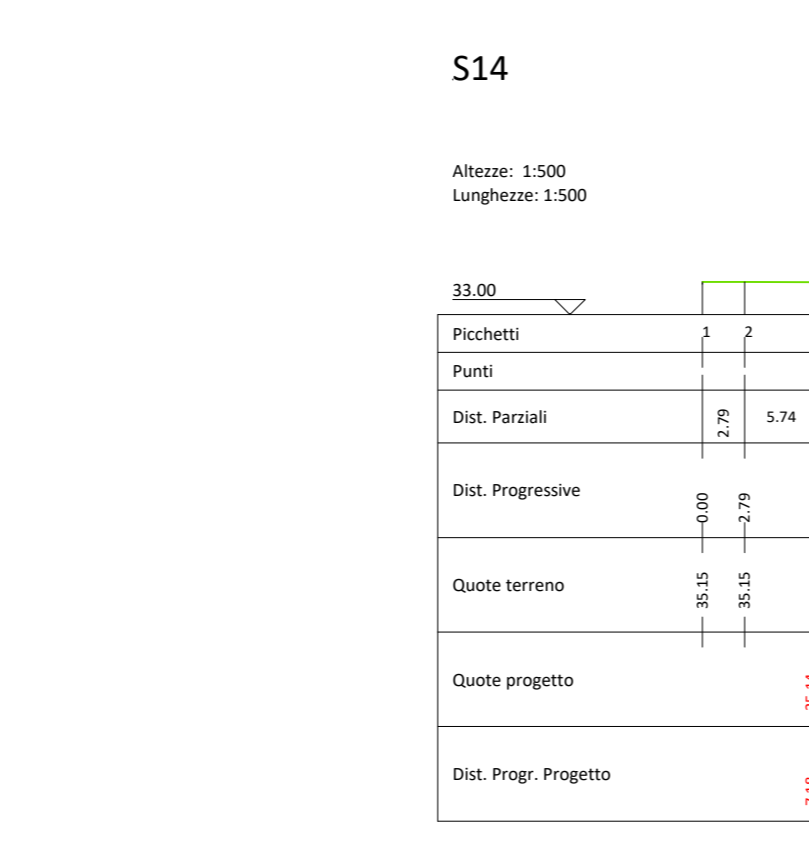 S14
Altezze: 1:500
Lunghezze: 1:500
33.00
Picchetti 1 2
Punti
Dist. Parziali 2.79 5.74
Dist. Progressive 0.00 2.79
Quote terreno 35.15 35.15
Quote progetto
Dist. Progr. Progetto